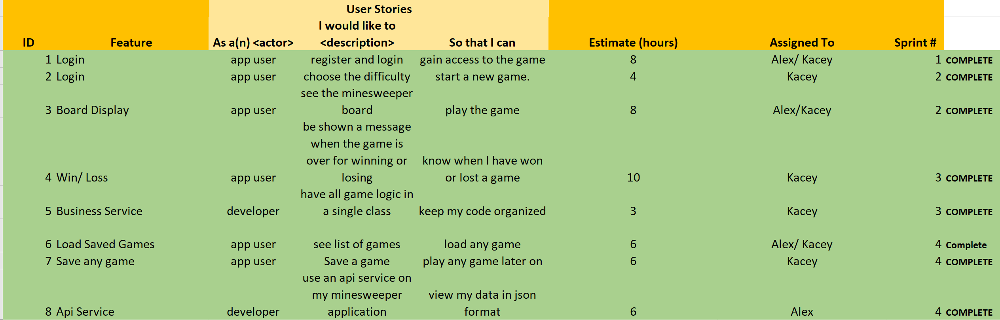 User Stories
I would like to
ID Feature As a(n) <actor> <description> So that I can Estimate (hours) Assigned To Sprint #
1 Login app user register and login gain access to the game 8 Alex/ Kacey 1 COMPLETE
2 Login app user choose the difficulty start a new game. 4 Kacey 2 COMPLETE
see the minesweeper
3 Board Display app user board play the game 8 Alex/Kacey 2 COMPLETE
be shown a message
when the game is
over for winning or know when I have won
4 Win/ Loss app user losing or lost a game 10 Kacey 3 COMPLETE
have all game logic in
5 Business Service developer a single class keep my code organized 3 Kacey 3 COMPLETE
6 Load Saved Games app user see list of games load any game 6 Alex/ Kacey 4 Complete
7 Save any game app user Save a game play any game later on 6 Kacey 4 COMPLETE
use an api service on
my minesweeper view my data in json
8 Api Service developer application format 6 Alex 4 COMPLETE